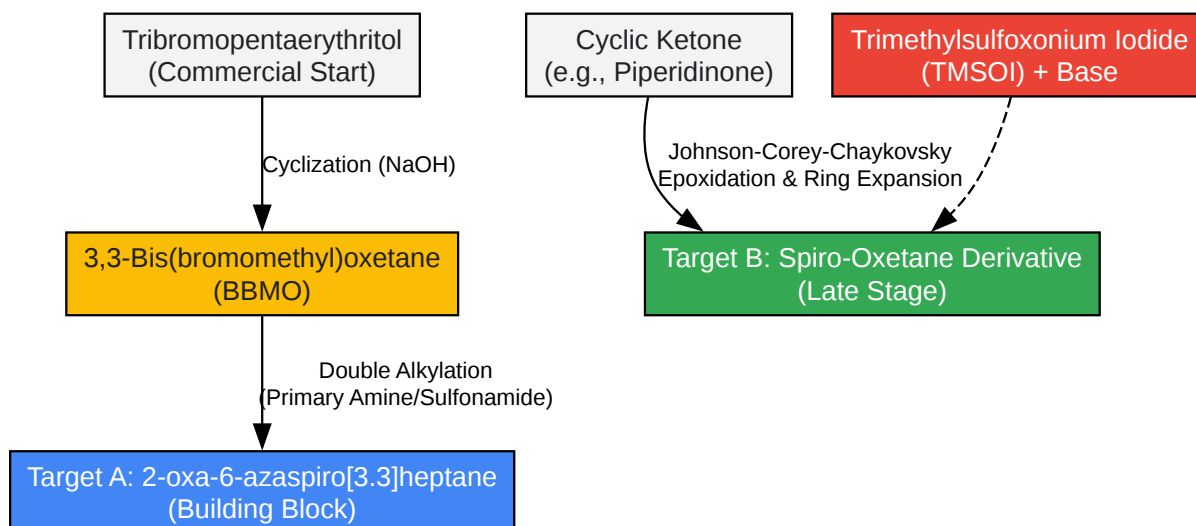 Tribromopentaerythritol
(Commercial Start)
Cyclic Ketone
(e.g., Piperidinone)
Trimethylsulfoxonium Iodide
(TMSOI) + Base
Cyclization (NaOH)
Johnson-Corey-Chaykovsky
Epoxidation & Ring Expansion
3,3-Bis(bromomethyl)oxetane
(BBMO)
Target B: Spiro-Oxetane Derivative
(Late Stage)
Double Alkylation
(Primary Amine/Sulfonamide)
Target A: 2-oxa-6-azaspiro[3.3]heptane
(Building Block)